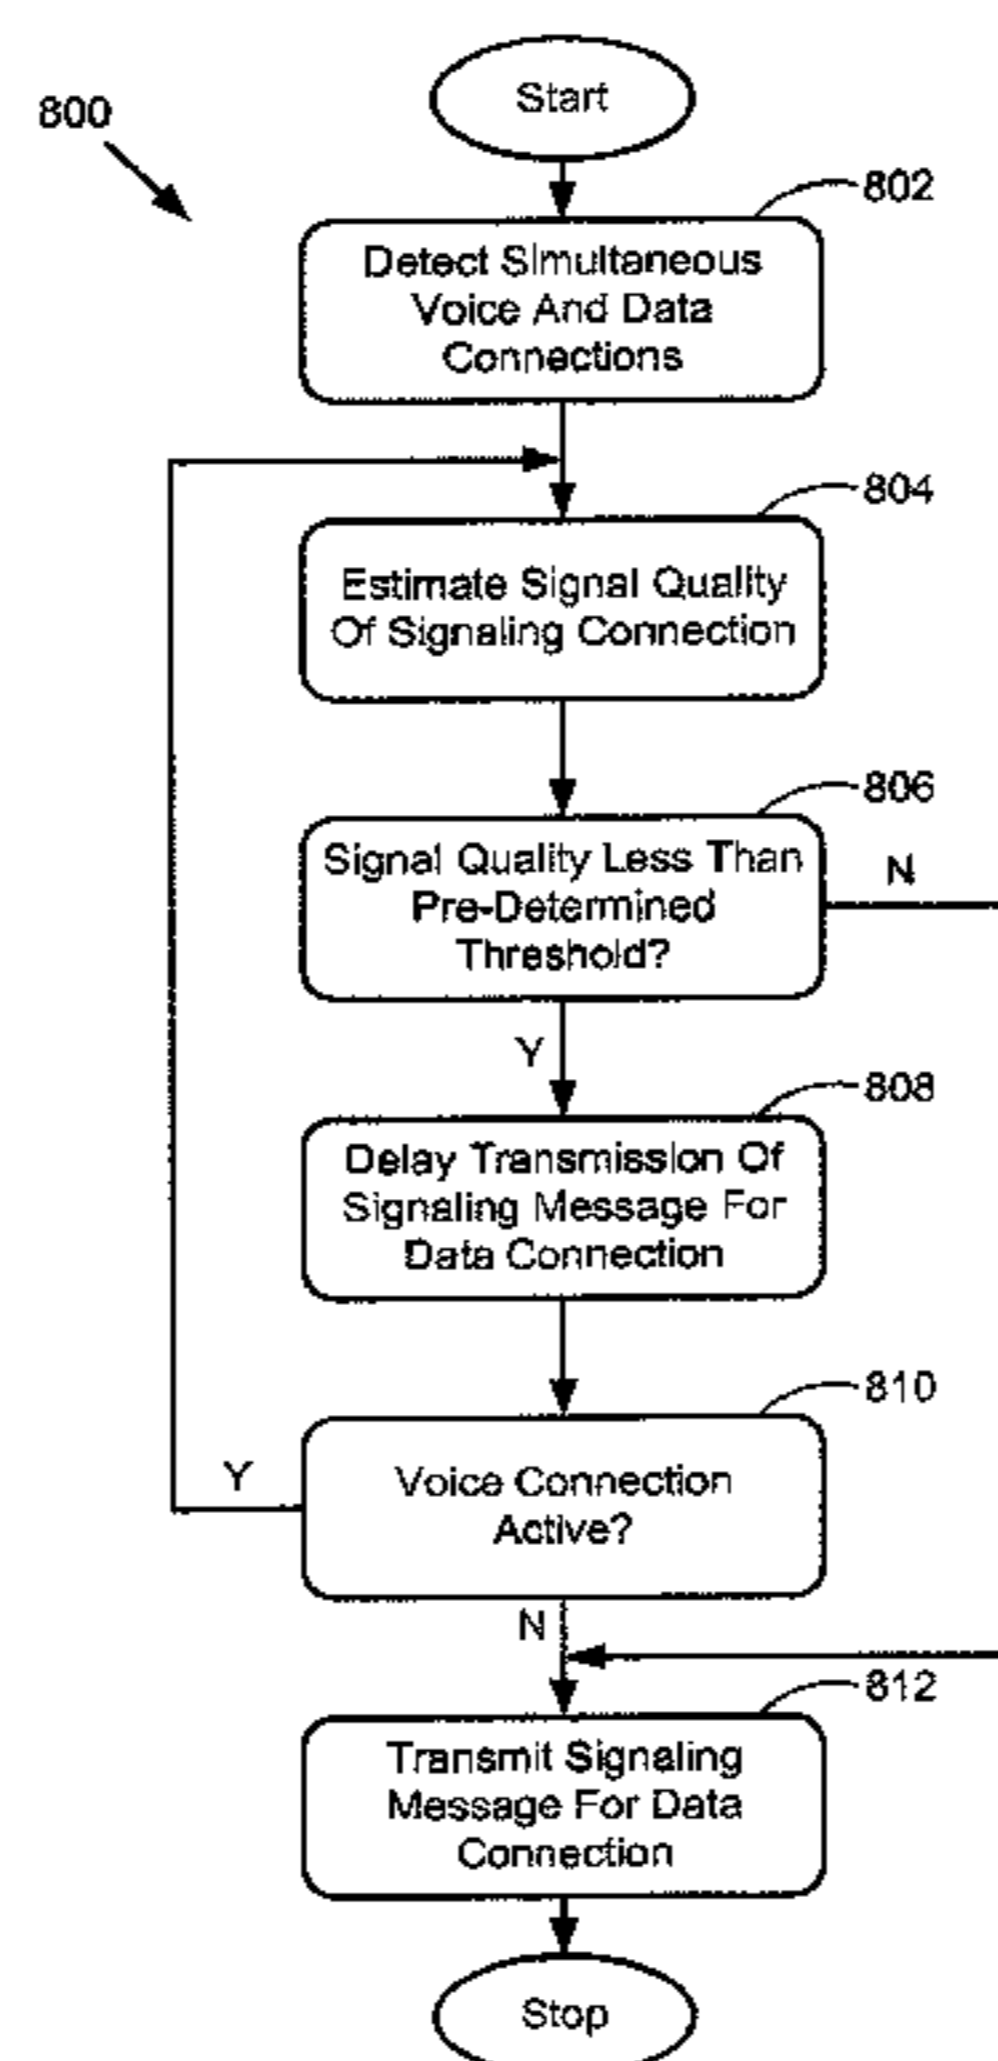 800
Start
802
Detect Simultaneous
Voice And Data
Connections
804
Estimate Signal Quality
Of Signaling Connection
806
Signal Quality Less Than
Pre-Determined
Threshold?
N
Y
808
Delay Transmission Of
Signaling Message For
Data Connection
810
Voice Connection
Active?
Y
N
812
Transmit Signaling
Message For Data
Connection
Stop